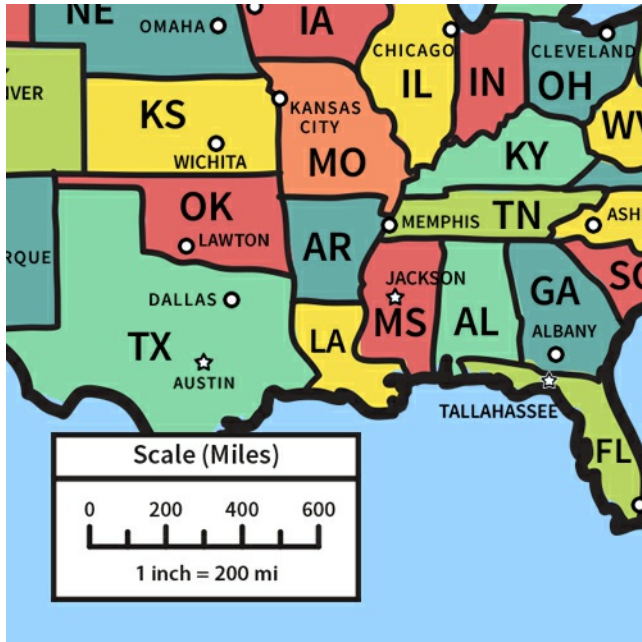 NE
OMAHA
IA
CHICAGO
CLEVELAND
IL
IN
OH
IVER
KS
KANSAS
CITY
WV
WICHITA
MO
KY
OK
TN
MEMPHIS
ASH
LAWTON
AR
RQUE
JACKSON
SC
DALLAS
GA
TX
LA
MS
AL
ALBANY
AUSTIN
TALLAHASSEE
FL
Scale (Miles)
0 200 400 600
1 inch = 200 mi